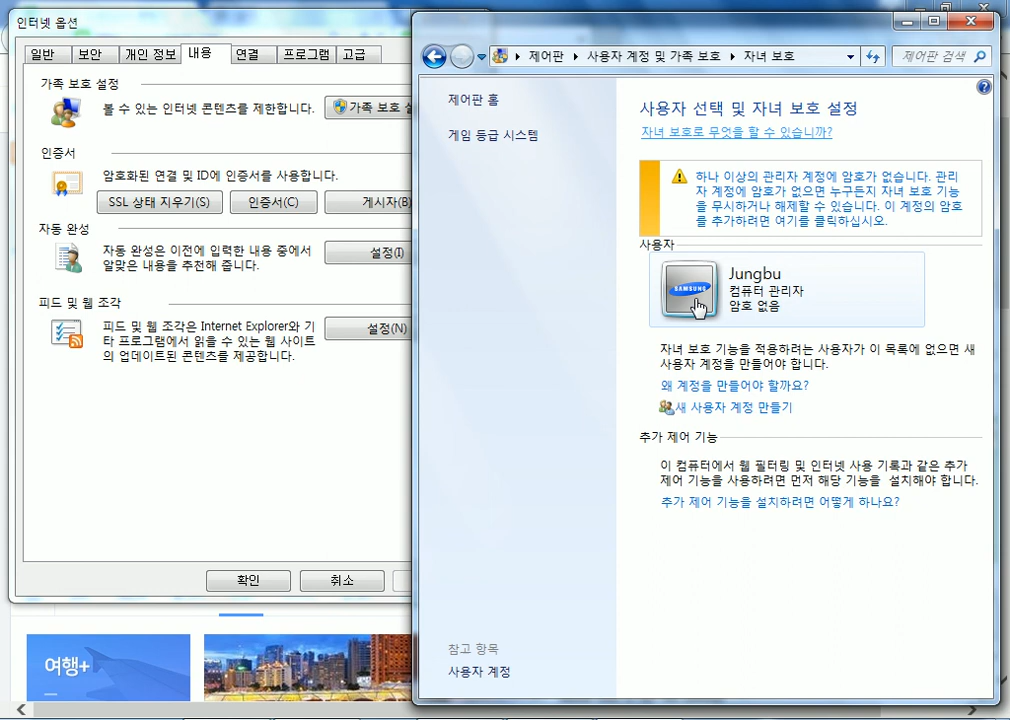 인터넷 옵션
일반
보안
개인 정보
내용
연결
프로그램
고급
가족 보호 설정
볼 수 있는 인터넷 콘텐츠를 제한합니다.
가족 보호
인증서
암호화된 연결 및 ID에 인증서를 사용합니다.
SSL 상태 지우기(S)
인증서(C)
게시자(B)
자동 완성
자동 완성은 이전에 입력한 내용 중에서
알맞은 내용을 추천해 줍니다.
설정(I)
피드 및 웹 조각
피드 및 웹 조각은 Internet Explorer와 기
타 프로그램에서 읽을 수 있는 웹 사이트
의 업데이트된 콘텐츠를 제공합니다.
설정(N)
확인
취소
여행+
제어판
사용자 계정 및 가족 보호
자녀 보호
제어판 검색
제어판 홈
게임 등급 시스템
참고 항목
사용자 계정
사용자 선택 및 자녀 보호 설정
자녀 보호로 무엇을 할 수 있습니까?
하나 이상의 관리자 계정에 암호가 없습니다. 관리
자 계정에 암호가 없으면 누구든지 자녀 보호 기능
을 무시하거나 해제할 수 있습니다. 이 계정의 암호
를 추가하려면 여기를 클릭하십시오.
사용자
SAMSUNG
Jungbu
컴퓨터 관리자
암호 없음
자녀 보호 기능을 적용하려는 사용자가 이 목록에 없으면 새
사용자 계정을 만들어야 합니다.
왜 계정을 만들어야 할까요?
새 사용자 계정 만들기
추가 제어 기능
이 컴퓨터에서 웹 필터링 및 인터넷 사용 기록과 같은 추가
제어 기능을 사용하려면 먼저 해당 기능을 설치해야 합니다.
추가 제어 기능을 설치하려면 어떻게 하나요?